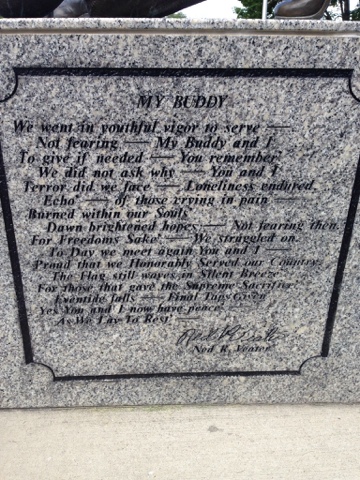 MY BUDDY
We went in youthful vigor to serve —
Not fearing — My Buddy and I.
To give if needed — You remember,
We did not ask why — You and I.
Terror did we face — Loneliness endured,
Echo' — of those crying in pain —
Burned within our Souls
Dawn brightened hopes — Not fearing then.
For Freedoms Sake' — We struggled on.
To Day we meet again You and I
Proud that we Honorably Served our Country.
The Flag still waves in Silent Breeze
For those that gave the Supreme Sacrifice
Eventide falls — Final Taps Given
Yes You and I now have peace
As We Lay To Rest.
Ned R.
Ned R.